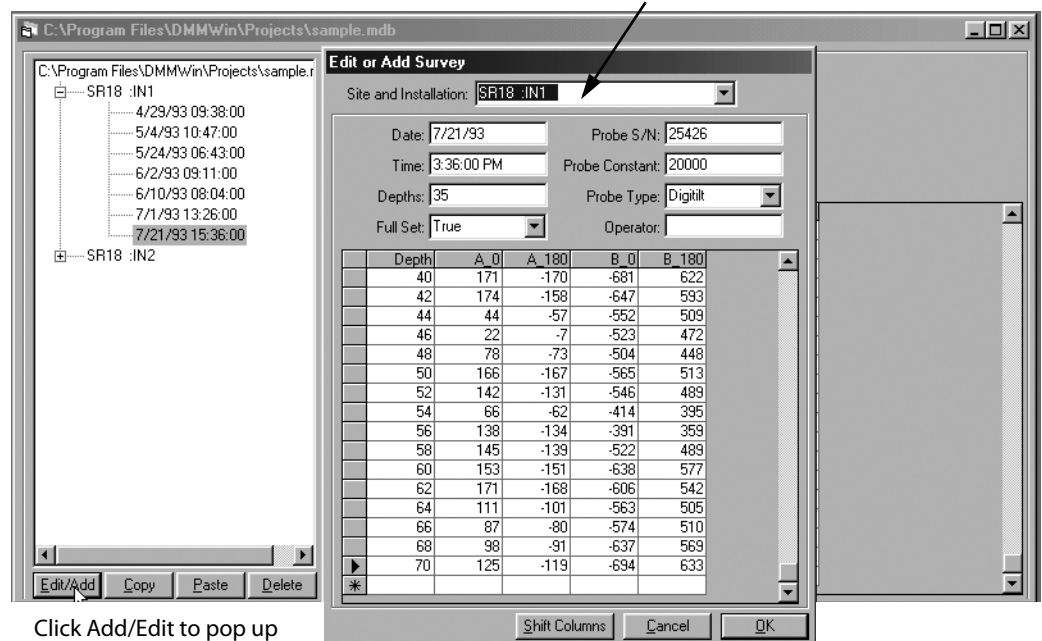 C:\Program Files\DMMWin\Projects\sample.mdb
C:\Program Files\DMMWin\Projects\sample.r
SR18 :IN1
4/29/93 09:38:00
5/4/93 10:47:00
5/24/93 06:43:00
6/2/93 09:11:00
6/10/93 08:04:00
7/1/93 13:26:00
7/21/93 15:36:00
SR18 :IN2
Edit/Add Copy Paste Delete
Click Add/Edit to pop up
Edit or Add Survey
Site and Installation: SR18 :IN1
Date: 7/21/93 Probe S/N: 25426
Time: 3:36:00 PM Probe Constant: 20000
Depths: 35 Probe Type: Digitilt
Full Set: True Operator:
Depth A_0 A_180 B_0 B_180
40 171 -170 -681 622
42 174 -158 -647 593
44 44 -57 -552 509
46 22 -7 -523 472
48 78 -73 -504 448
50 166 -167 -565 513
52 142 -131 -546 489
54 66 -62 -414 395
56 138 -134 -391 359
58 145 -139 -522 489
60 153 -151 -638 577
62 171 -168 -606 542
64 111 -101 -563 505
66 87 -80 -574 510
68 98 -91 -637 569
70 125 -119 -694 633
Shift Columns Cancel OK